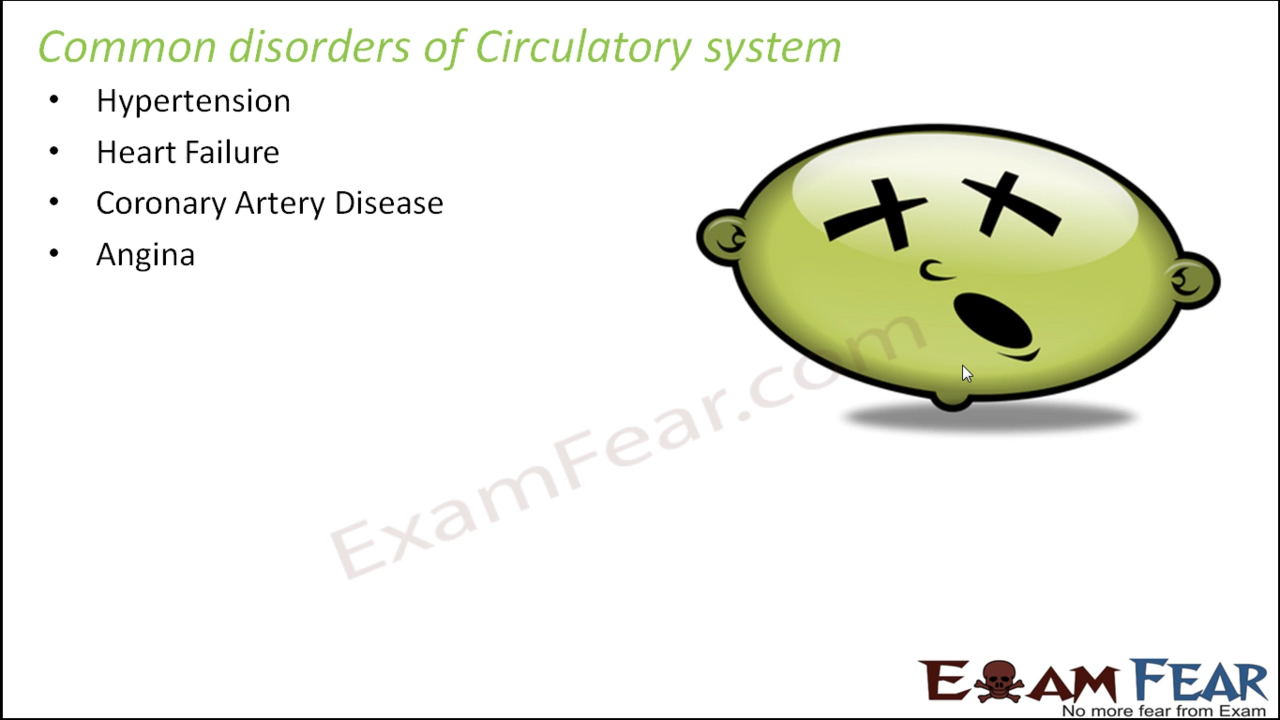 Common disorders of Circulatory system
• Hypertension
• Heart Failure
• Coronary Artery Disease
• Angina
ExamFear.com
EXAM FEAR
No more fear from Exam